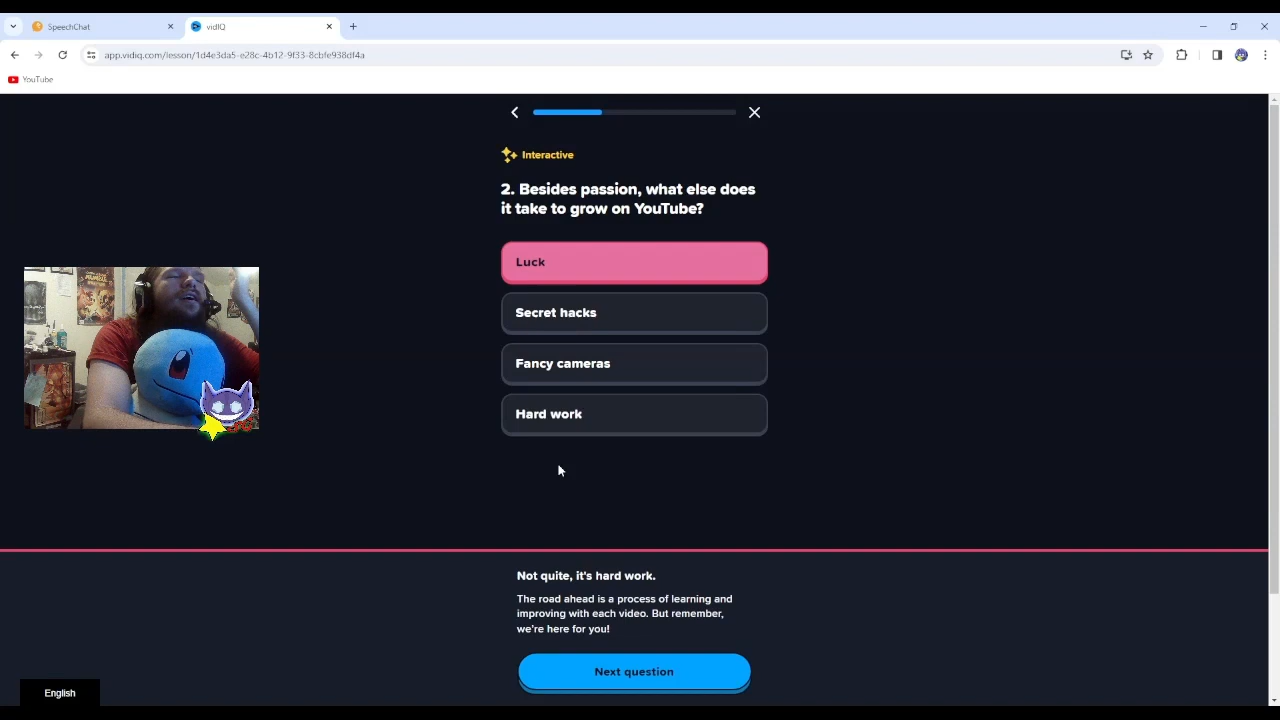 SpeechChat
vidIQ
app.vidiq.com/lesson/1d4e3da5-e28c-4b12-9f33-8cbfe938df4a
YouTube
Interactive
2. Besides passion, what else does
it take to grow on YouTube?
Luck
Secret hacks
Fancy cameras
Hard work
Not quite, it's hard work.
The road ahead is a process of learning and
improving with each video. But remember,
we're here for you!
Next question
English